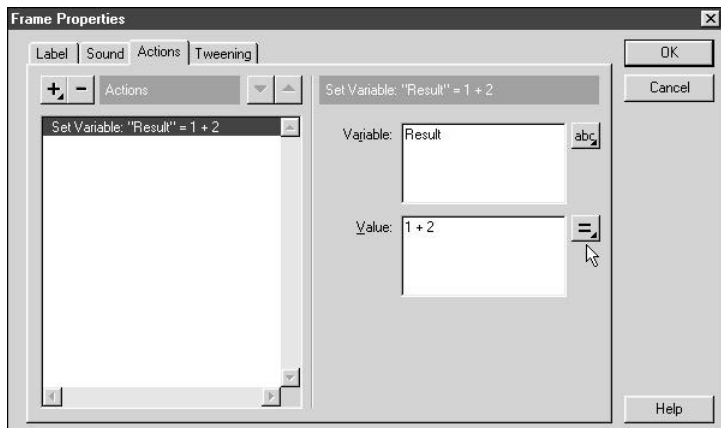 Frame Properties
Label Sound Actions Tweening
OK
Cancel
+ - Actions
Set Variable: "Result" = 1 + 2
Set Variable: "Result" = 1 + 2
Variable: Result abc
Value: 1 + 2 =
Help